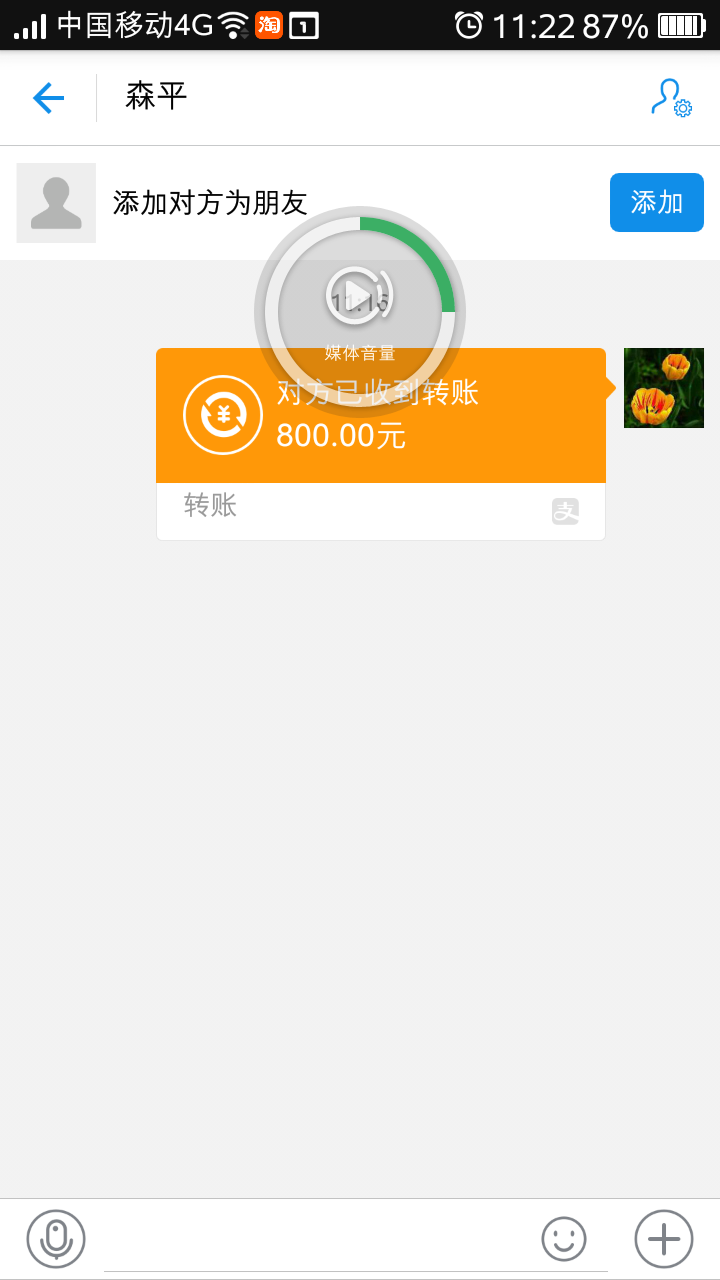 中国移动4G 淘 1 11:22 87%
森平
添加对方为朋友 添加
11:16
媒体音量
对方已收到转账
800.00元
转账 支